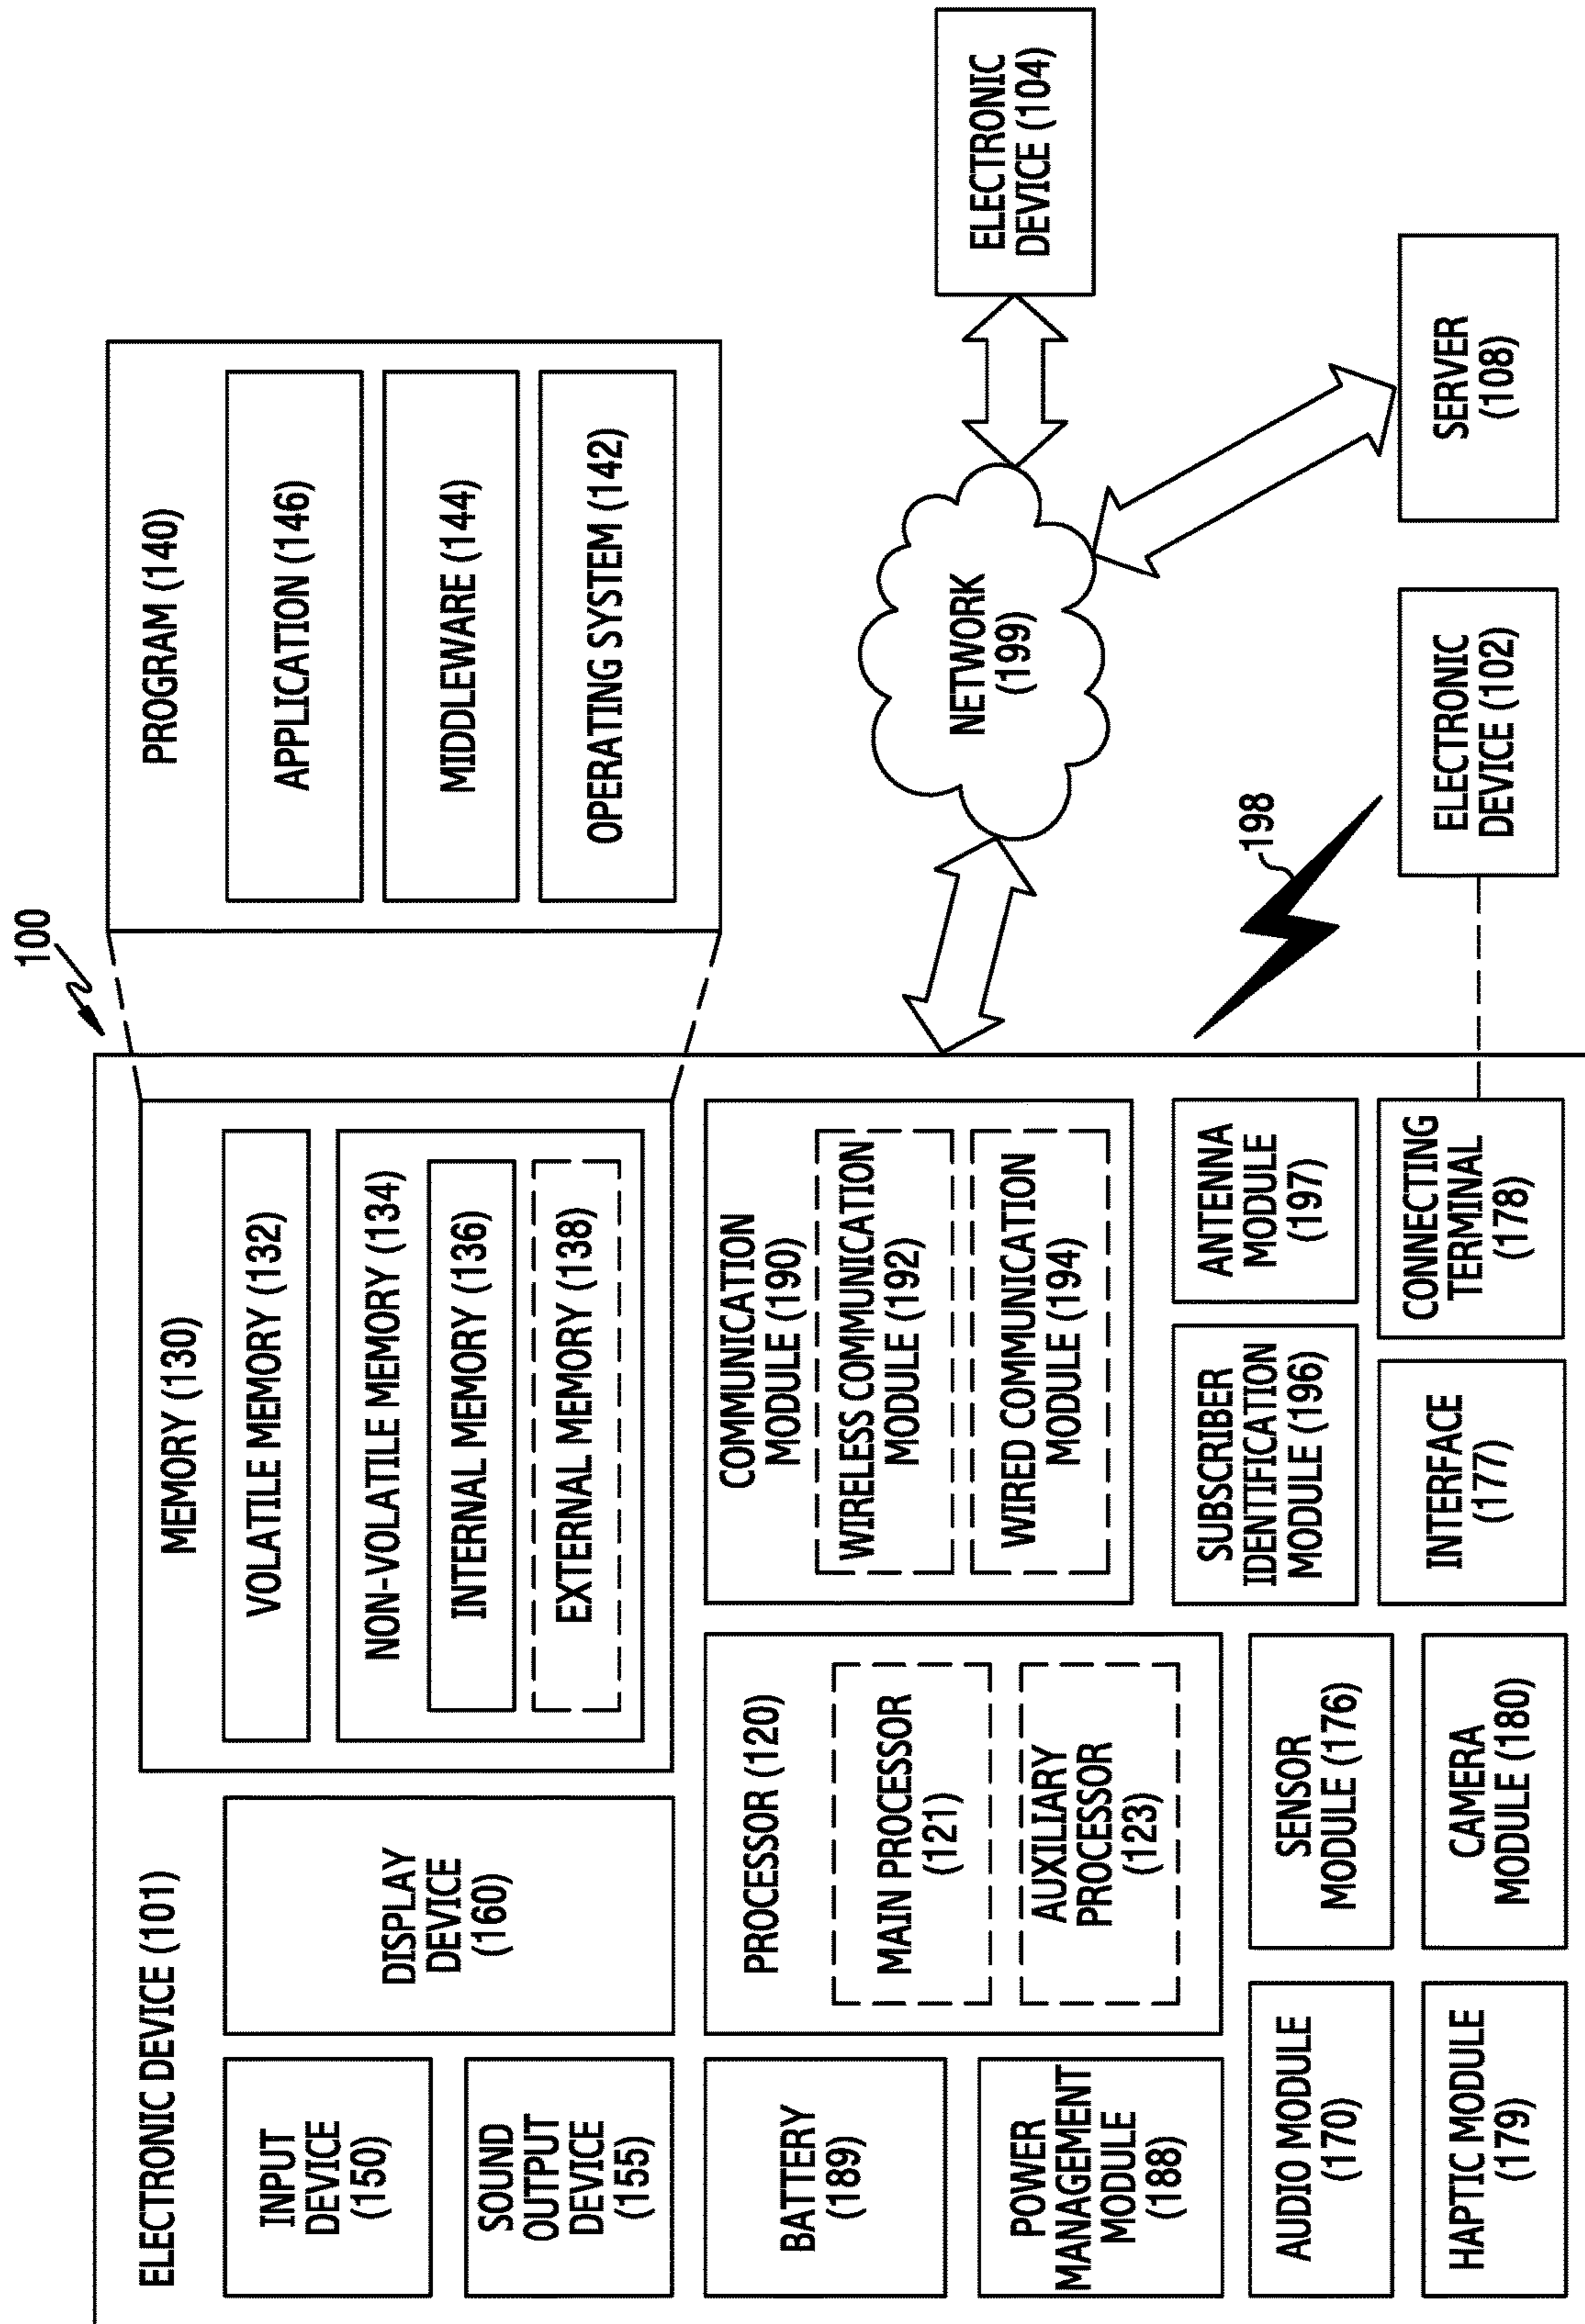 100
ELECTRONIC DEVICE (101)
INPUT
DEVICE
(150)
SOUND
OUTPUT
DEVICE
(155)
DISPLAY
DEVICE
(160)
MEMORY (130)
VOLATILE MEMORY (132)
NON-VOLATILE MEMORY (134)
INTERNAL MEMORY (136)
EXTERNAL MEMORY (138)
PROGRAM (140)
APPLICATION (146)
MIDDLEWARE (144)
OPERATING SYSTEM (142)
BATTERY
(189)
POWER
MANAGEMENT
MODULE
(188)
PROCESSOR (120)
MAIN PROCESSOR
(121)
AUXILIARY
PROCESSOR
(123)
COMMUNICATION
MODULE (190)
WIRELESS COMMUNICATION
MODULE (192)
WIRED COMMUNICATION
MODULE (194)
NETWORK
(199)
ELECTRONIC
DEVICE (104)
AUDIO MODULE
(170)
SENSOR
MODULE (176)
SUBSCRIBER
IDENTIFICATION
MODULE (196)
ANTENNA
MODULE
(197)
198
HAPTIC MODULE
(179)
CAMERA
MODULE (180)
INTERFACE
(177)
CONNECTING
TERMINAL
(178)
ELECTRONIC
DEVICE (102)
SERVER
(108)